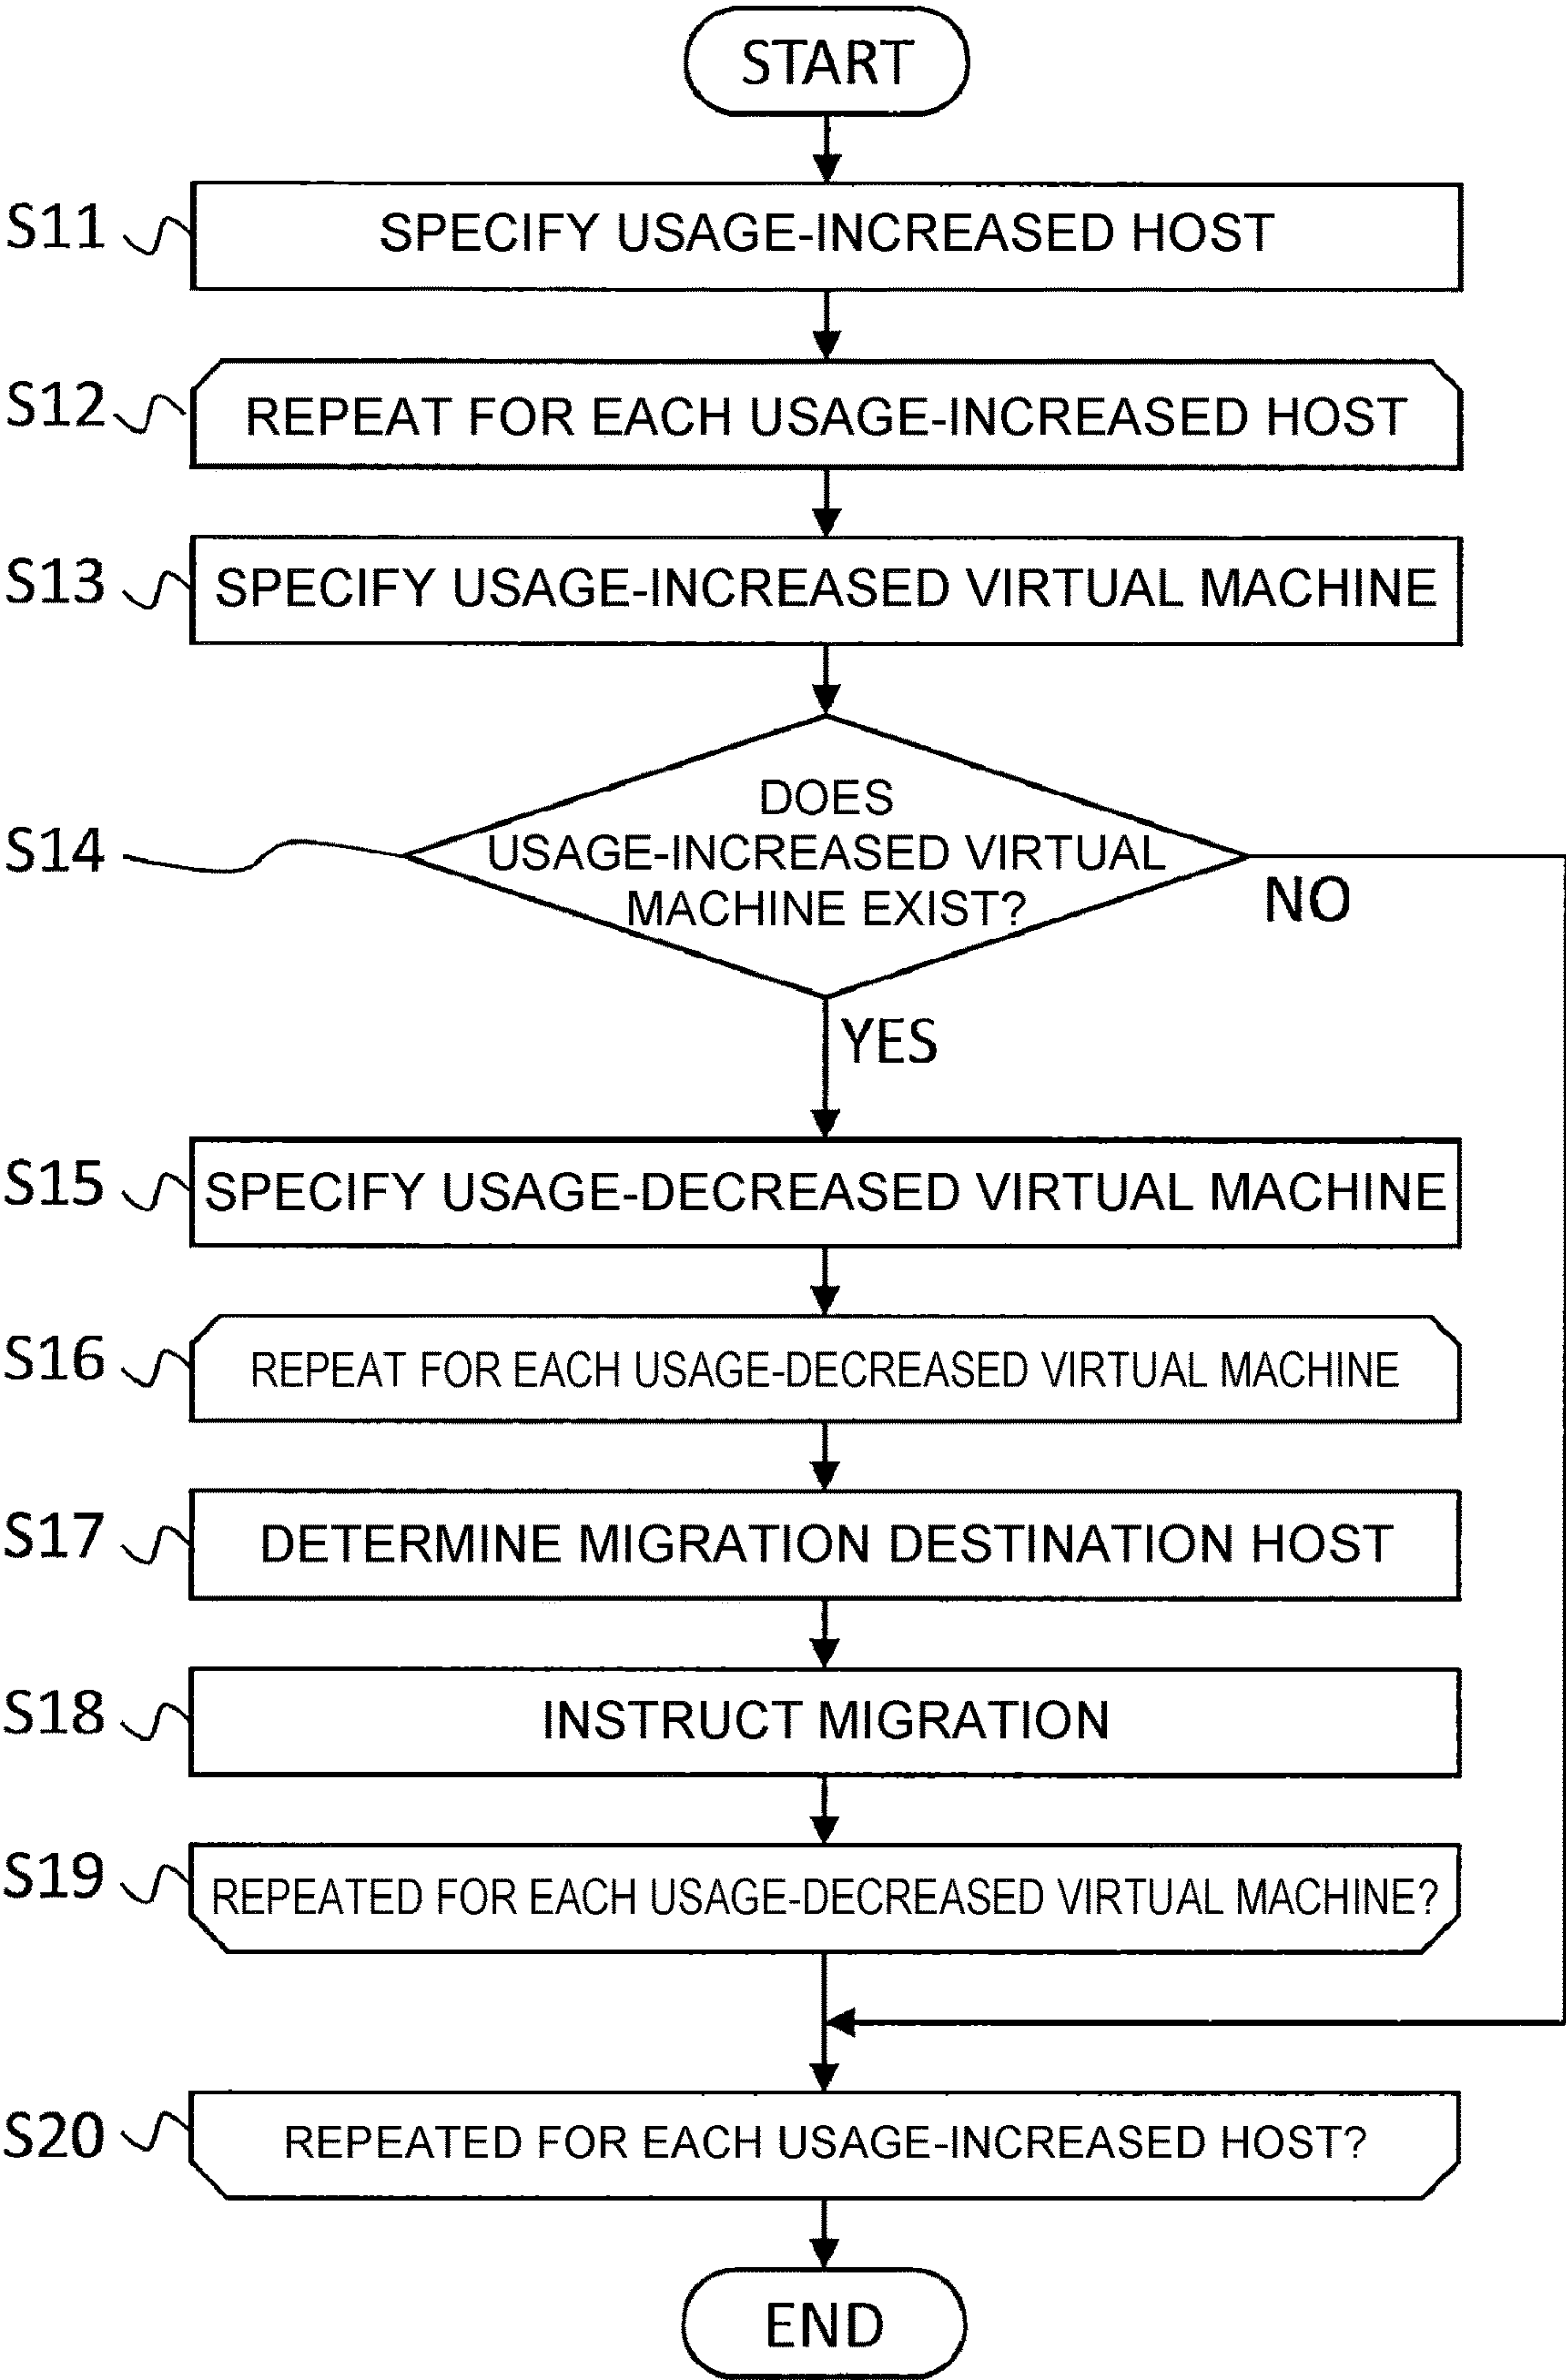 START
S11
SPECIFY USAGE-INCREASED HOST
S12
REPEAT FOR EACH USAGE-INCREASED HOST
S13
SPECIFY USAGE-INCREASED VIRTUAL MACHINE
S14
DOES
USAGE-INCREASED VIRTUAL
MACHINE EXIST?
NO
YES
S15
SPECIFY USAGE-DECREASED VIRTUAL MACHINE
S16
REPEAT FOR EACH USAGE-DECREASED VIRTUAL MACHINE
S17
DETERMINE MIGRATION DESTINATION HOST
S18
INSTRUCT MIGRATION
S19
REPEATED FOR EACH USAGE-DECREASED VIRTUAL MACHINE?
S20
REPEATED FOR EACH USAGE-INCREASED HOST?
END